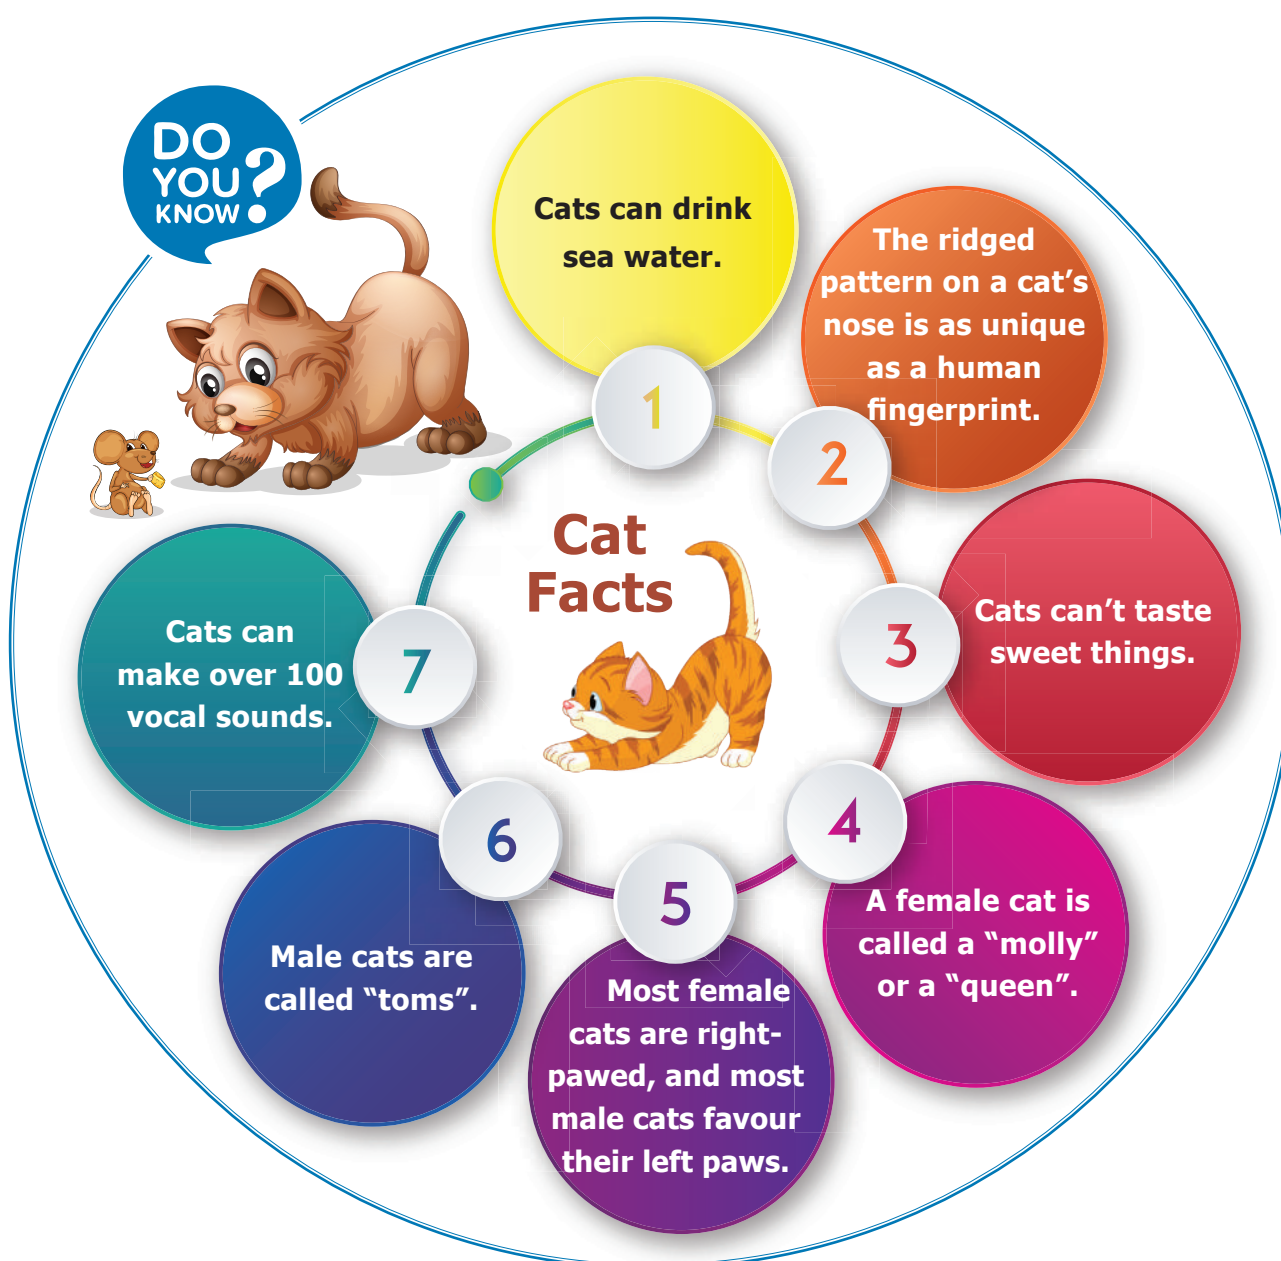 DO
YOU
KNOW ?
Cats can drink
sea water.
1
The ridged
pattern on a cat’s
nose is as unique
as a human
fingerprint.
2
Cats can’t taste
sweet things.
3
A female cat is
called a “molly”
or a “queen”.
4
Most female
cats are right-
pawed, and most
male cats favour
their left paws.
5
Male cats are
called “toms”.
6
Cats can
make over 100
vocal sounds.
7
Cat
Facts